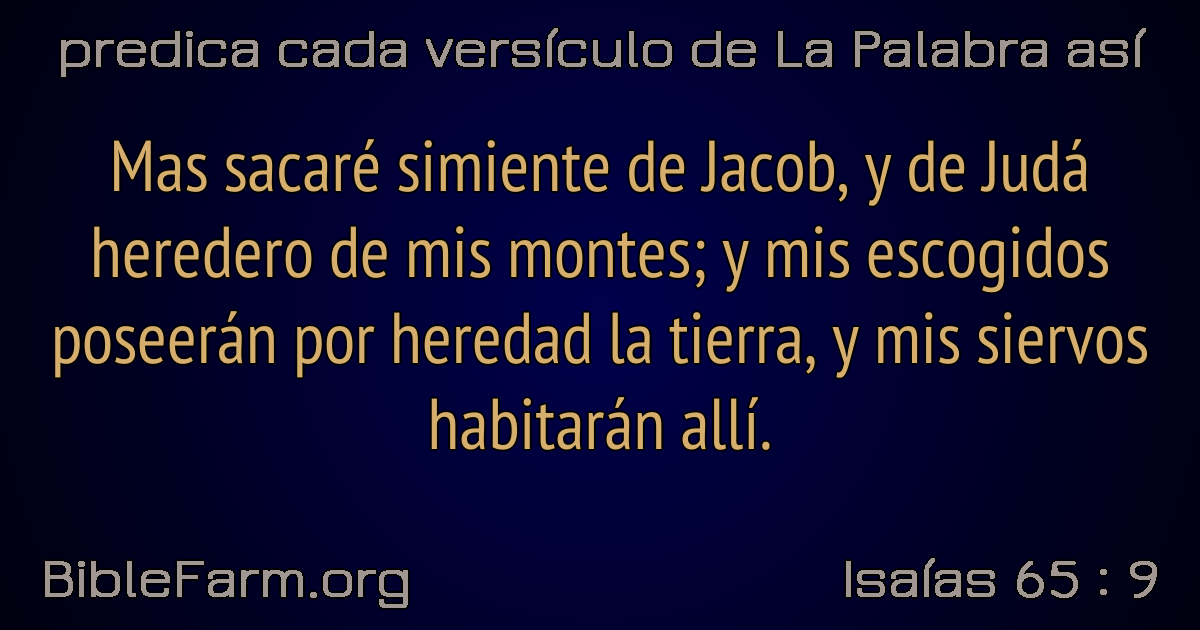 predica cada versículo de La Palabra así
Mas sacaré simiente de Jacob, y de Judá
heredero de mis montes; y mis escogidos
poseerán por heredad la tierra, y mis siervos
habitarán allí.
BibleFarm.org
Isaías 65 : 9